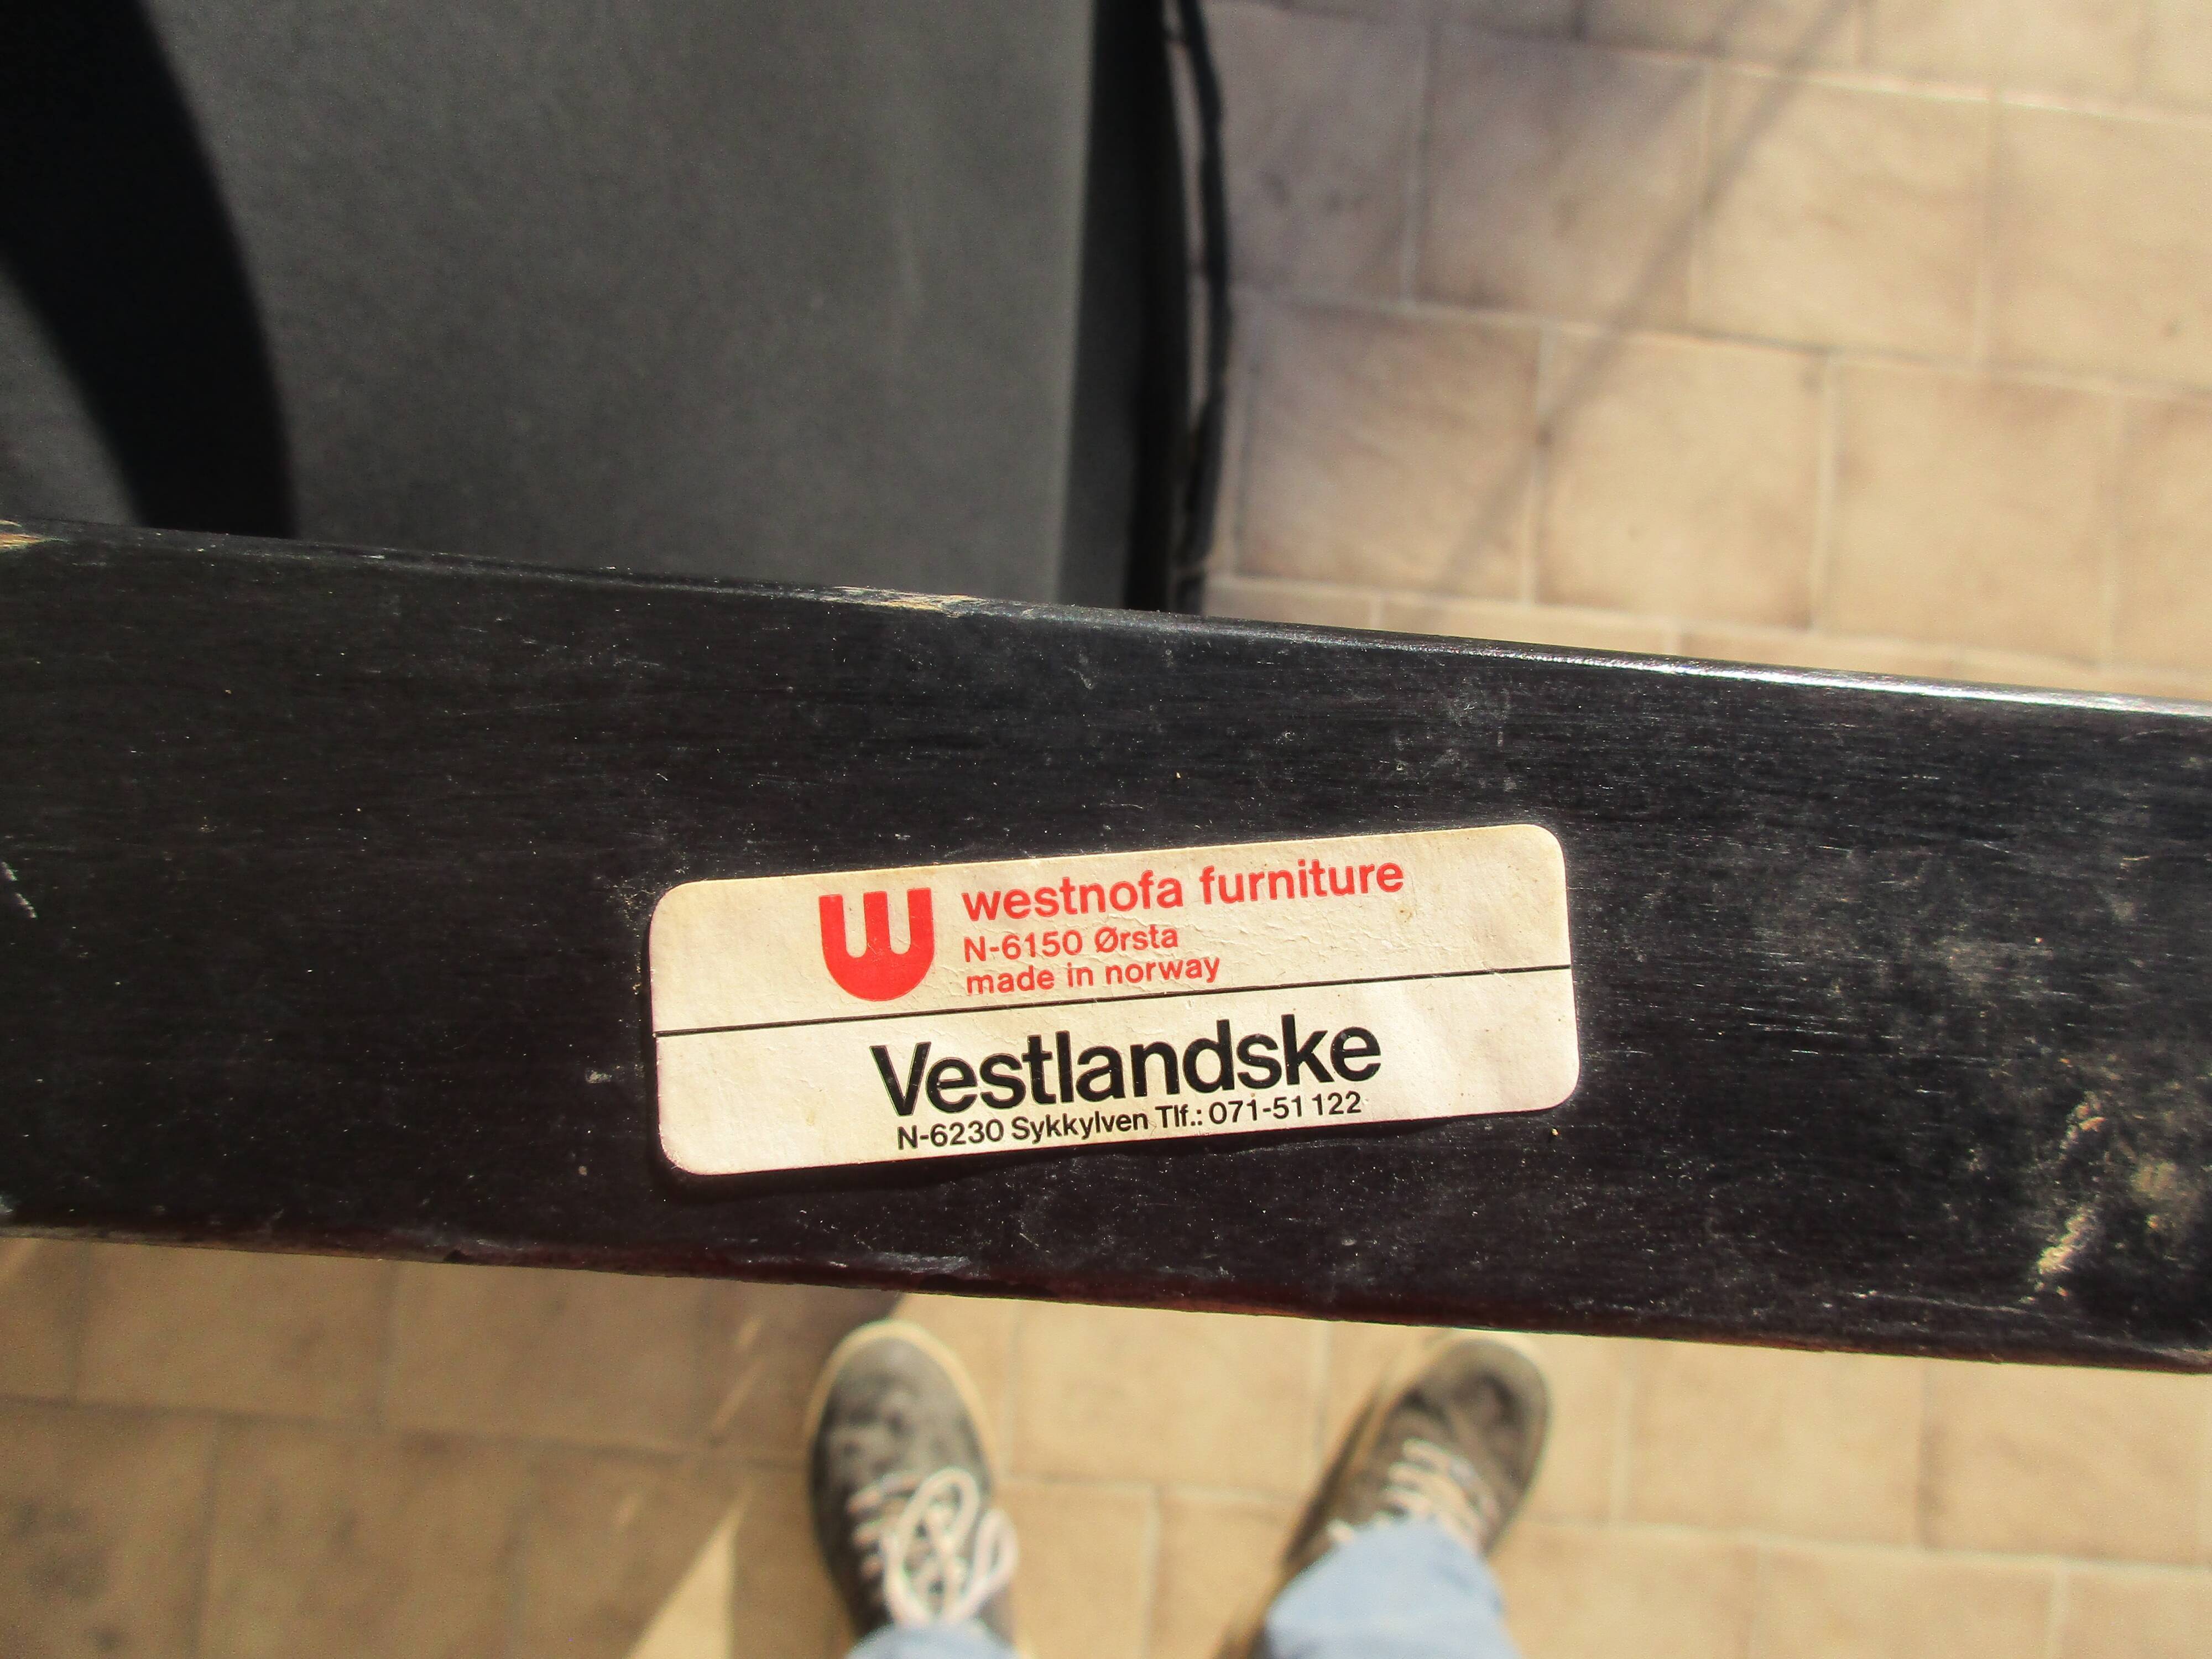 W westnofa furniture
N-6150 Ørsta
made in norway
Vestlandske
N-6230 Sykkylven Tlf.: 071-51 122